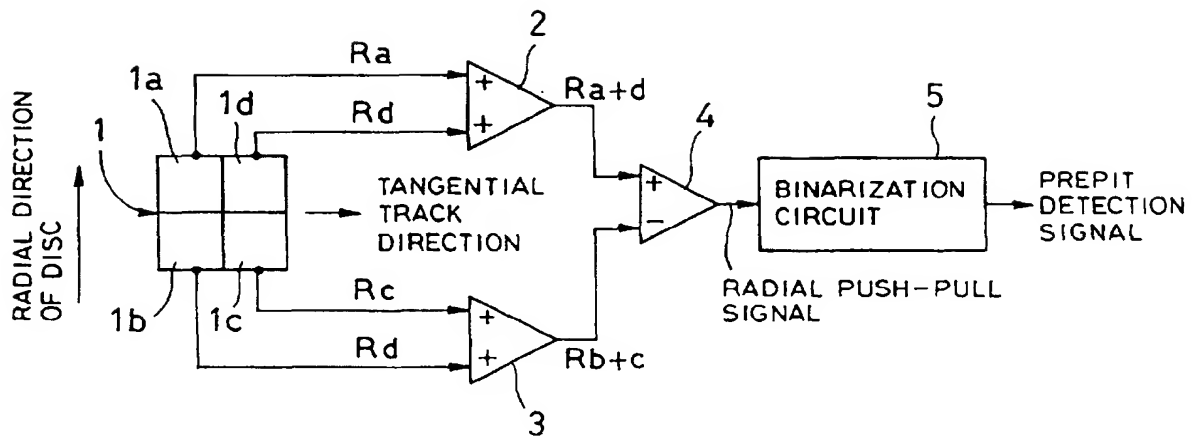 2
Ra
Ra+d
1a
1d
Rd
4
5
1
RADIAL DIRECTION
OF DISC
TANGENTIAL
TRACK
DIRECTION
+
+
+
−
BINARIZATION
CIRCUIT
PREPIT
DETECTION
SIGNAL
RADIAL PUSH-PULL
SIGNAL
1b
1c
Rc
Rd
+
+
Rb+c
3